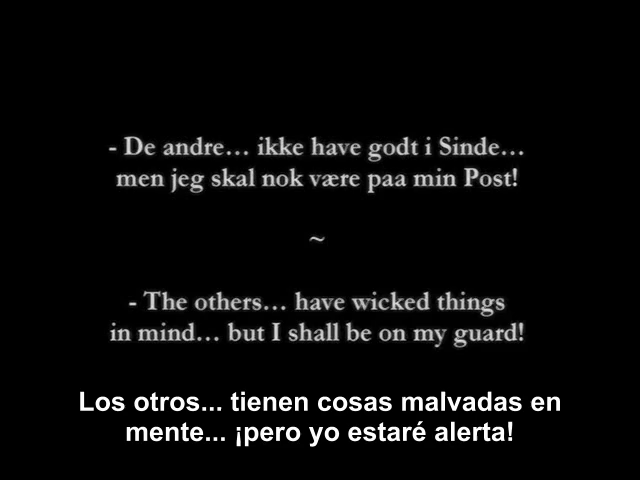 - De andre... ikke have godt i Sinde...
men jeg skal nok være paa min Post!
~
- The others... have wicked things
in mind... but I shall be on my guard!
Los otros... tienen cosas malvadas en
mente... ¡pero yo estaré alerta!